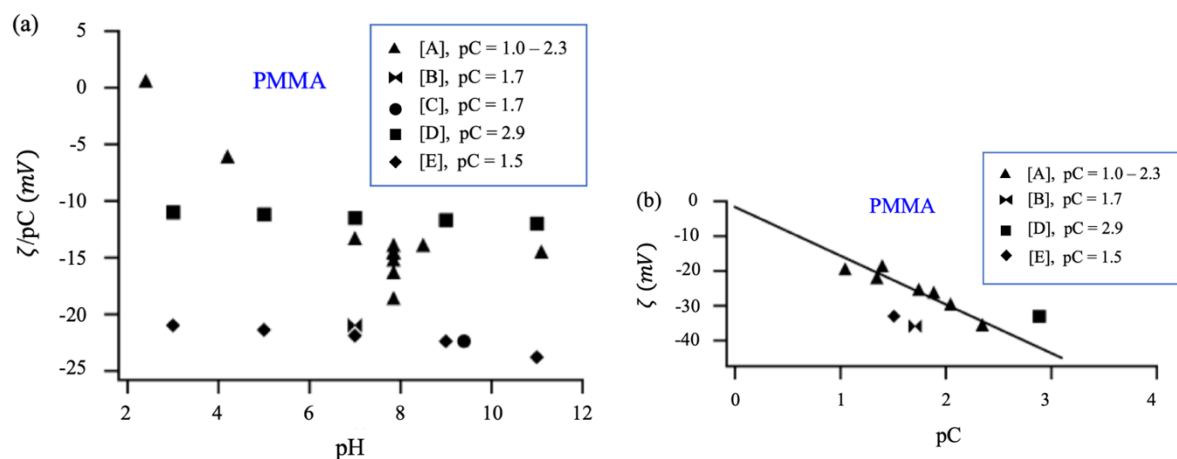 (a)
5
0
-5
-10
-15
-20
-25
ζ/pC (mV)
PMMA
[A], pC = 1.0 – 2.3
[B], pC = 1.7
[C], pC = 1.7
[D], pC = 2.9
[E], pC = 1.5
2 4 6 8 10 12
pH
(b)
0
-10
-20
-30
-40
ζ (mV)
PMMA
[A], pC = 1.0 – 2.3
[B], pC = 1.7
[D], pC = 2.9
[E], pC = 1.5
0 1 2 3 4
pC